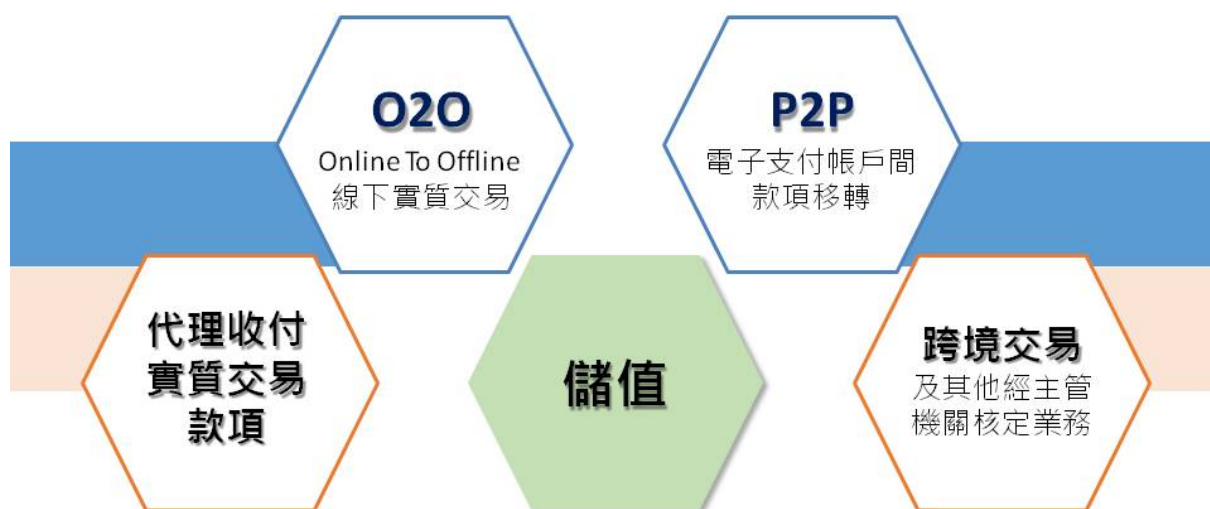 O2O
Online To Offline
線下實質交易
P2P
電子支付帳戶間
款項移轉
代理收付
實質交易
款項
儲值
跨境交易
及其他經主管
機關核定業務